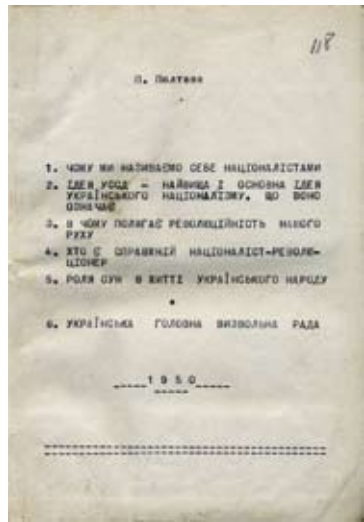 118
П. Полтава
1. ЧОМУ МИ НАЗИВАЄМО СЕБЕ НАЦІОНАЛІСТАМИ
2. ІДЕЯ УССД – НАЙВИЩА І ОСНОВНА ІДЕЯ
УКРАЇНСЬКОГО НАЦІОНАЛІЗМУ. ЩО ВОНО
ОЗНАЧАЄ
3. В ЧОМУ ПОЛЯГАЄ РЕВОЛЮЦІЙНІСТЬ НАШОГО
РУХУ
4. ХТО Є СПРАВЖНІЙ НАЦІОНАЛІСТ-РЕВОЛЮ-
ЦІОНЕР
5. РОЛЯ ОУН В ЖИТТІ УКРАЇНСЬКОГО НАРОДУ
6. УКРАЇНСЬКА ГОЛОВНА ВИЗВОЛЬНА РАДА
1950